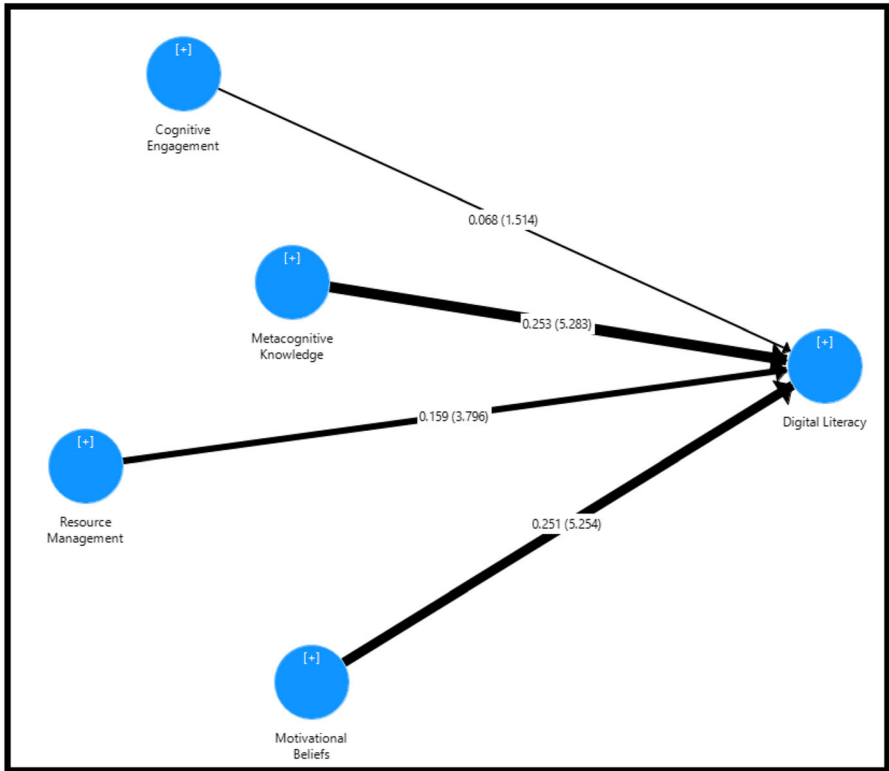 [+]
Cognitive
Engagement
0.068 (1.514)
[+]
Metacognitive
Knowledge
0.253 (5.283)
[+]
Digital Literacy
0.159 (3.796)
[+]
Resource
Management
0.251 (5.254)
[+]
Motivational
Beliefs